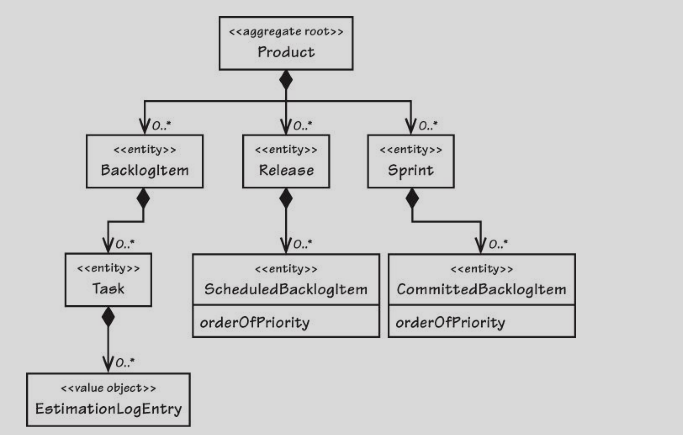 <<aggregate root>>
Product
0..*
0..*
0..*
<<entity>>
BacklogItem
<<entity>>
Release
<<entity>>
Sprint
0..*
0..*
0..*
<<entity>>
Task
<<entity>>
ScheduledBacklogItem
orderOfPriority
<<entity>>
CommittedBacklogItem
orderOfPriority
0..*
<<value object>>
EstimationLogEntry